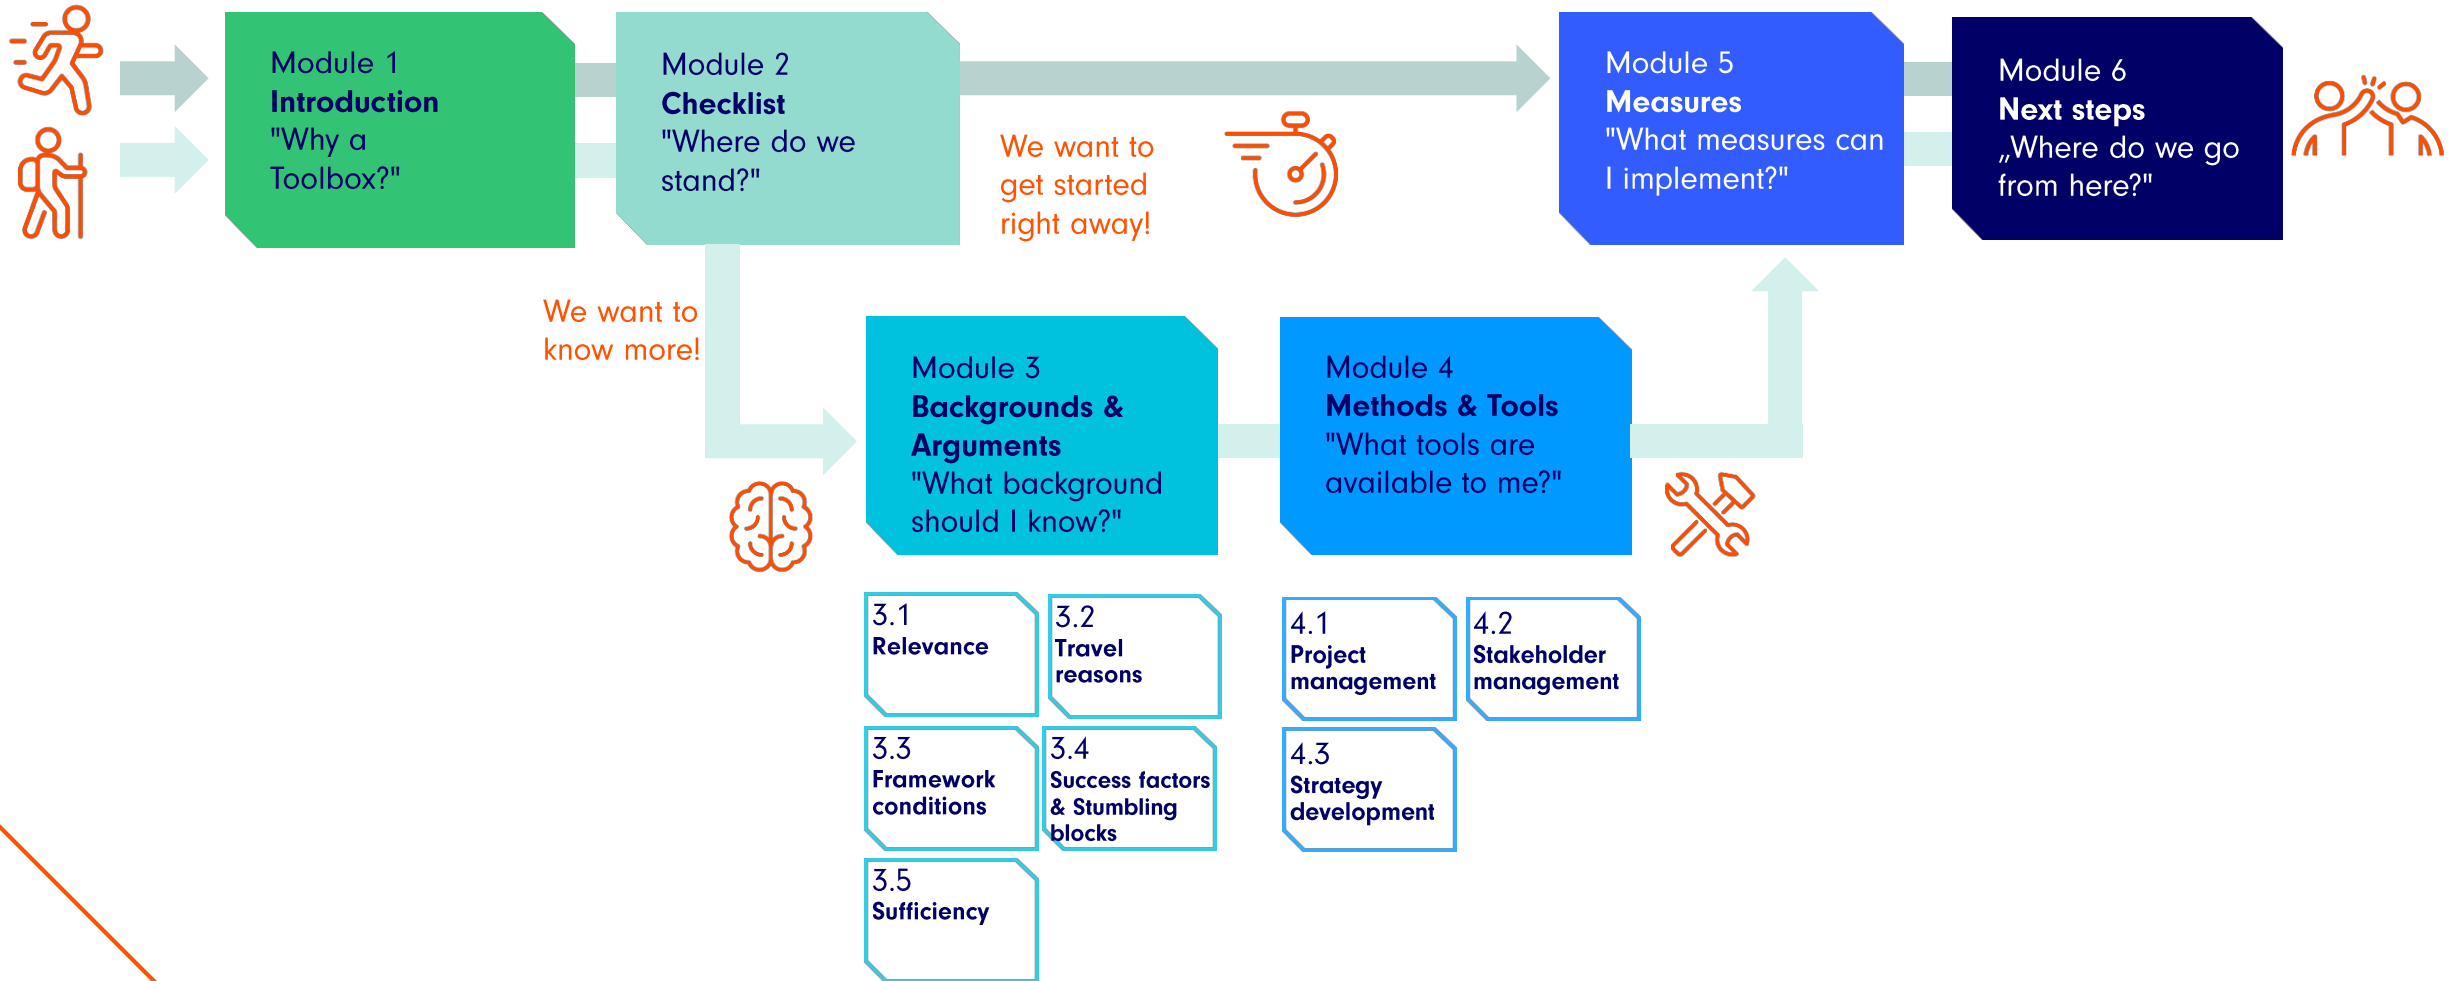 Module 1
Introduction
"Why a
Toolbox?"
Module 2
Checklist
"Where do we
stand?"
We want to
get started
right away!
Module 5
Measures
"What measures can
I implement?"
Module 6
Next steps
„Where do we go
from here?"
We want to
know more!
Module 3
Backgrounds &
Arguments
"What background
should I know?"
Module 4
Methods & Tools
"What tools are
available to me?"
3.1
Relevance
3.2
Travel
reasons
3.3
Framework
conditions
3.4
Success factors
& Stumbling
blocks
3.5
Sufficiency
4.1
Project
management
4.2
Stakeholder
management
4.3
Strategy
development